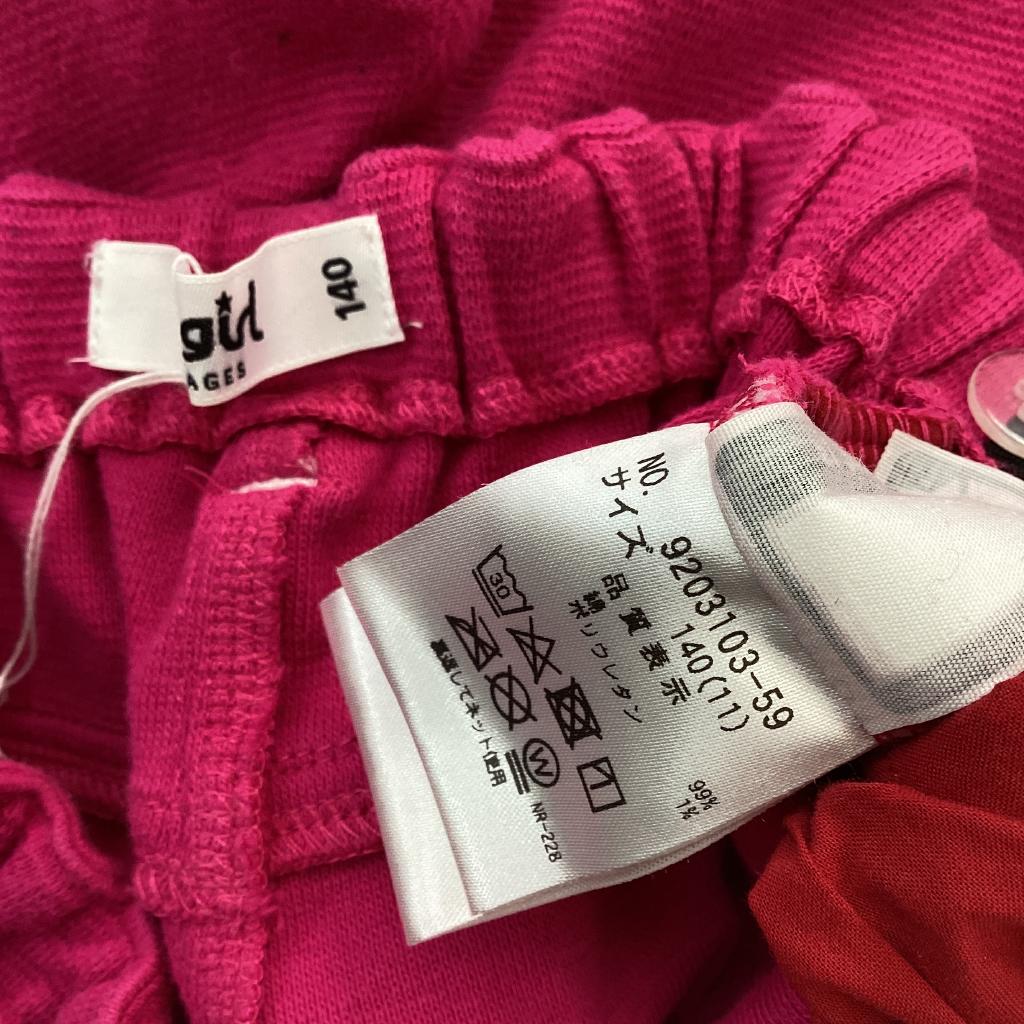 girl
AGES
140
NO. 9203103-59
サイズ 140(11)
品質表示
綿 99%
ポリウレタン 1%
30
W
裏返してネット使用
NR-228